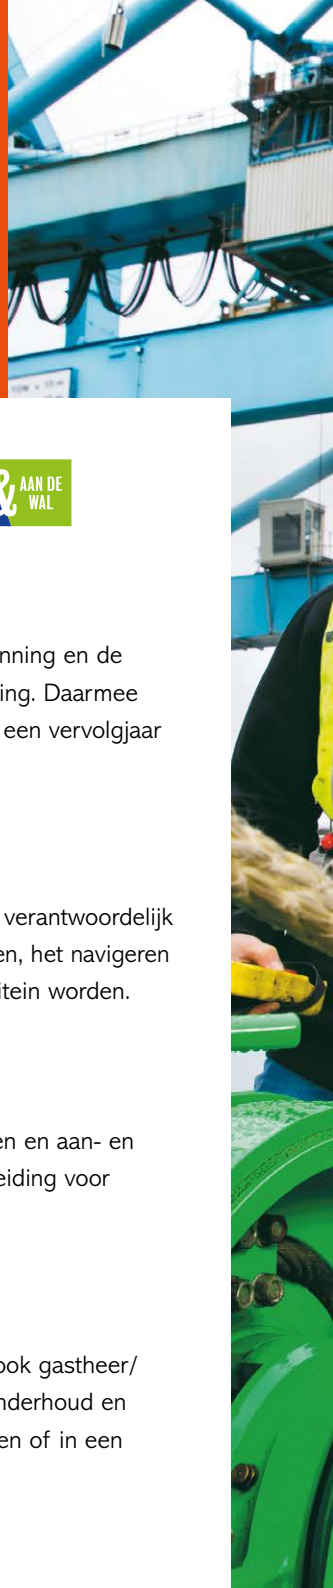 & AAN DE
WAL
nning en de
ing. Daarmee
een vervolgjaar
verantwoordelijk
en, het navigeren
itein worden.
en en aan- en
eiding voor
ook gastheer/
nderhoud en
en of in een